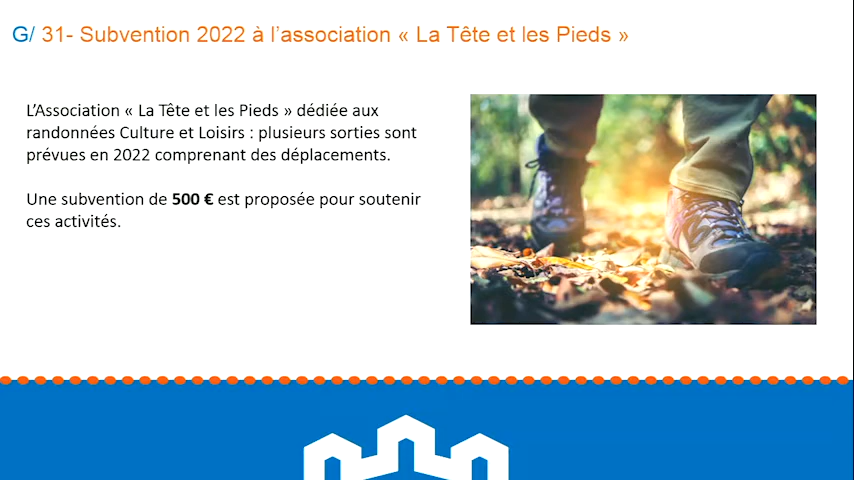 G/ 31- Subvention 2022 à l’association « La Tête et les Pieds »
L’Association « La Tête et les Pieds » dédiée aux
randonnées Culture et Loisirs : plusieurs sorties sont
prévues en 2022 comprenant des déplacements.
Une subvention de 500 € est proposée pour soutenir
ces activités.